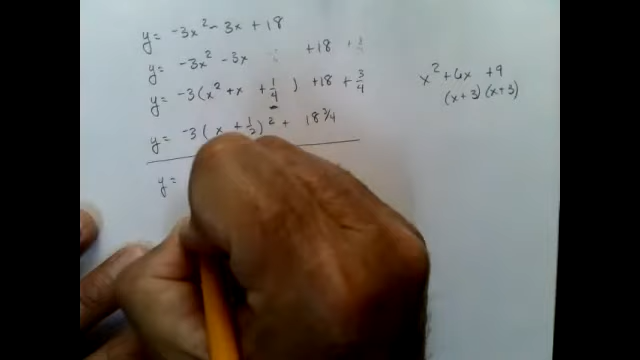 y = -3x² - 3x + 18
y = -3x² - 3x + 18
y = -3(x² + x + 1/4 ) + 18 + 3/4
y = -3(x + 1/2)² + 18 3/4
y =
x² + 6x + 9
(x+3)(x+3)